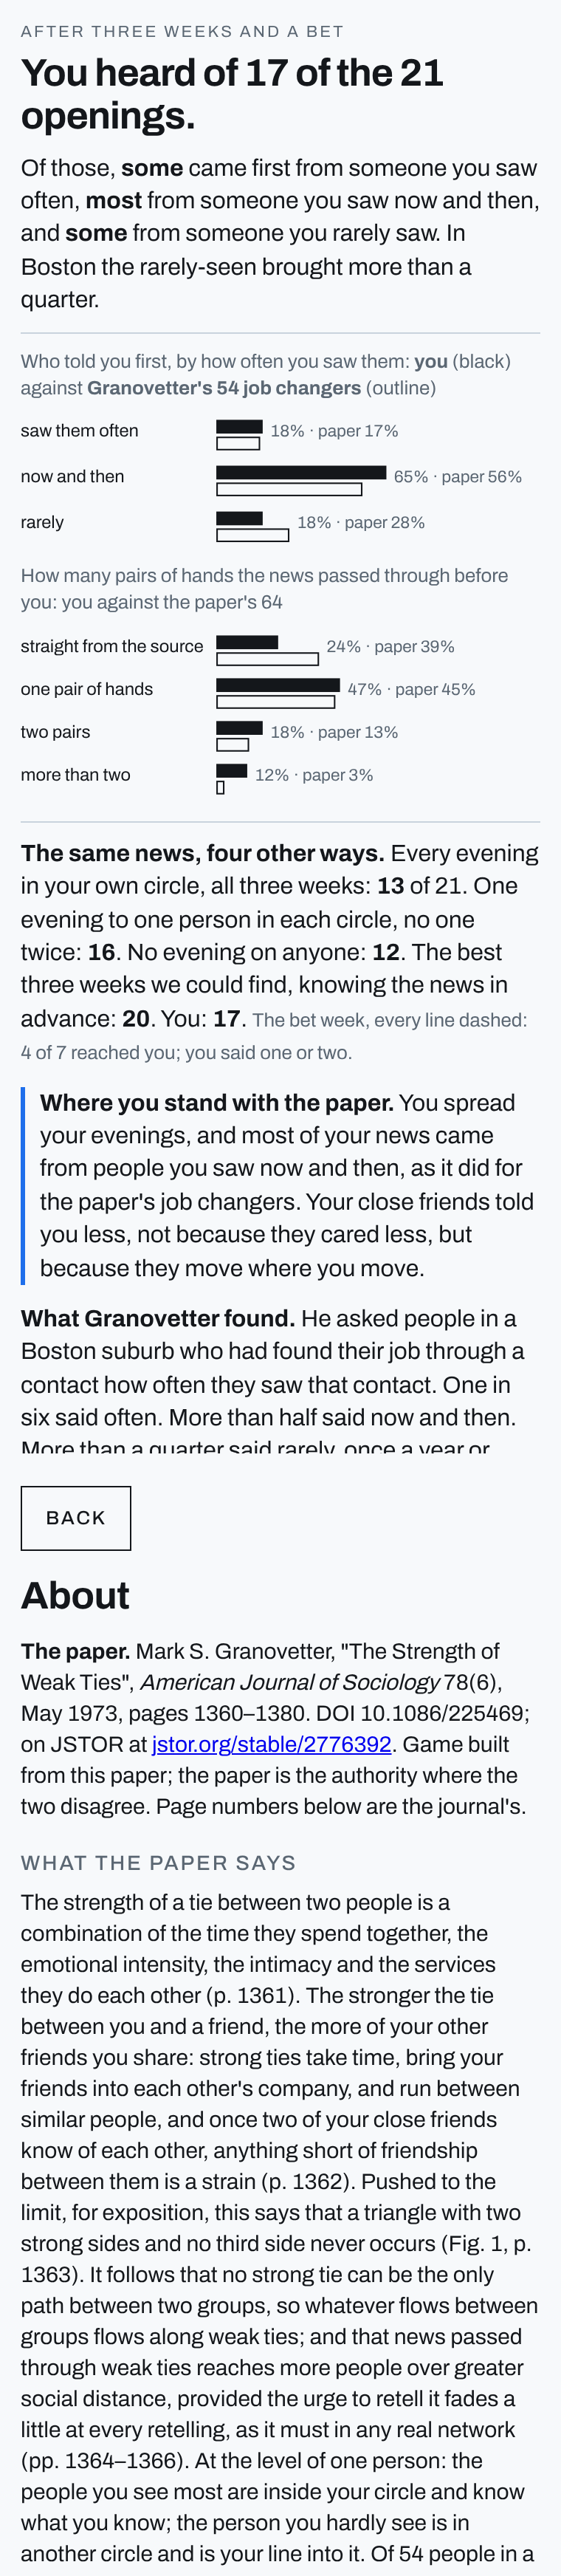 AFTER THREE WEEKS AND A BET
You heard of 17 of the 21
openings.
Of those, some came first from someone you saw
often, most from someone you saw now and then,
and some from someone you rarely saw. In
Boston the rarely-seen brought more than a
quarter.
Who told you first, by how often you saw them: you (black)
against Granovetter's 54 job changers (outline)
saw them often 18% · paper 17%
now and then 65% · paper 56%
rarely 18% · paper 28%
How many pairs of hands the news passed through before
you: you against the paper's 64
straight from the source 24% · paper 39%
one pair of hands 47% · paper 45%
two pairs 18% · paper 13%
more than two 12% · paper 3%
The same news, four other ways. Every evening
in your own circle, all three weeks: 13 of 21. One
evening to one person in each circle, no one
twice: 16. No evening on anyone: 12. The best
three weeks we could find, knowing the news in
advance: 20. You: 17. The bet week, every line dashed:
4 of 7 reached you; you said one or two.
Where you stand with the paper. You spread
your evenings, and most of your news came
from people you saw now and then, as it did for
the paper's job changers. Your close friends told
you less, not because they cared less, but
because they move where you move.
What Granovetter found. He asked people in a
Boston suburb who had found their job through a
contact how often they saw that contact. One in
six said often. More than half said now and then.
More than a quarter said rarely, once a year or
BACK
About
The paper. Mark S. Granovetter, "The Strength of
Weak Ties", American Journal of Sociology 78(6),
May 1973, pages 1360–1380. DOI 10.1086/225469;
on JSTOR at jstor.org/stable/2776392. Game built
from this paper; the paper is the authority where the
two disagree. Page numbers below are the journal's.
WHAT THE PAPER SAYS
The strength of a tie between two people is a
combination of the time they spend together, the
emotional intensity, the intimacy and the services
they do each other (p. 1361). The stronger the tie
between you and a friend, the more of your other
friends you share: strong ties take time, bring your
friends into each other's company, and run between
similar people, and once two of your close friends
know of each other, anything short of friendship
between them is a strain (p. 1362). Pushed to the
limit, for exposition, this says that a triangle with two
strong sides and no third side never occurs (Fig. 1, p.
1363). It follows that no strong tie can be the only
path between two groups, so whatever flows between
groups flows along weak ties; and that news passed
through weak ties reaches more people over greater
social distance, provided the urge to retell it fades a
little at every retelling, as it must in any real network
(pp. 1364–1366). At the level of one person: the
people you see most are inside your circle and know
what you know; the person you hardly see is in
another circle and is your line into it. Of 54 people in a